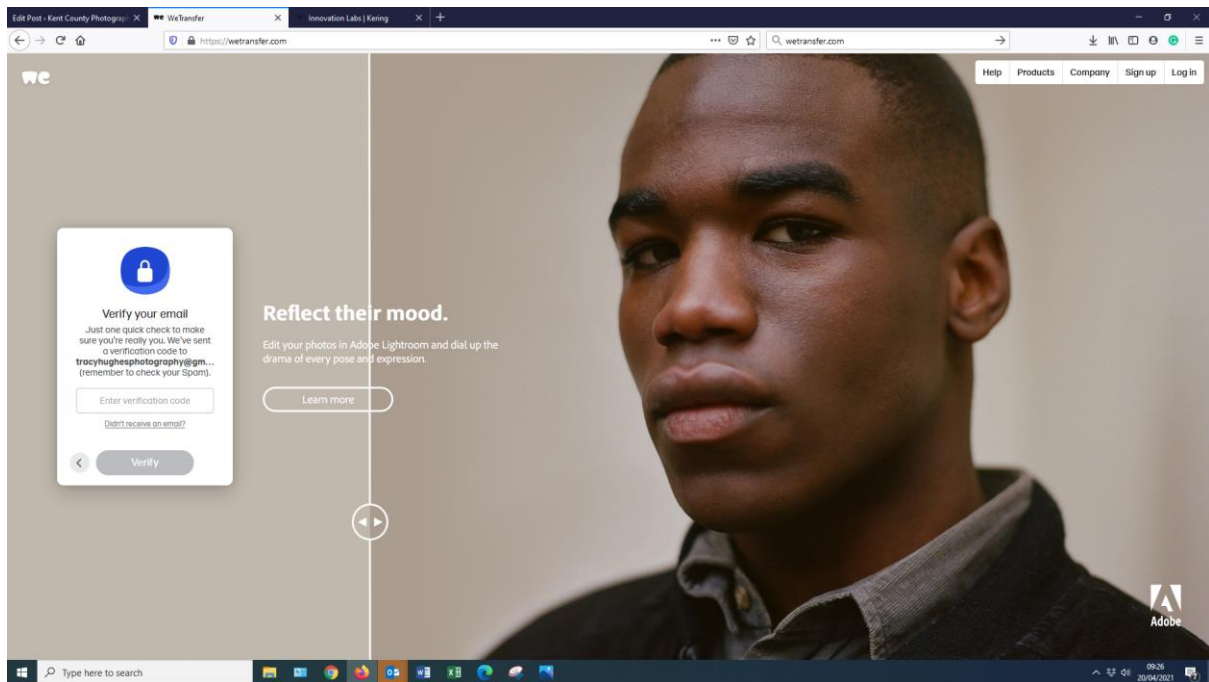 Edit Post - Kent County Photograp
we WeTransfer
Innovation Labs | Kering
https://wetransfer.com
wetransfer.com
we
Help Products Company Sign up Log in
Verify your email
Just one quick check to make
sure you're really you. We've sent
a verification code to
tracyhughesphotography@gm...
(remember to check your Spam).
Enter verification code
Didn't receive an email?
Verify
Reflect their mood.
Edit your photos in Adobe Lightroom and dial up the
drama of every pose and expression.
Learn more
Adobe
Type here to search
09:26
20/04/2021